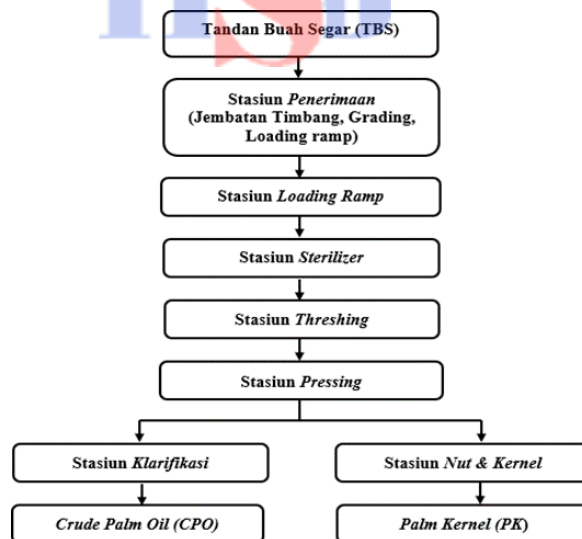 Tandan Buah Segar (TBS)
Stasiun Penerimaan
(Jembatan Timbang, Grading,
Loading ramp)
Stasiun Loading Ramp
Stasiun Sterilizer
Stasiun Threshing
Stasiun Pressing
Stasiun Klarifikasi
Stasiun Nut & Kernel
Crude Palm Oil (CPO)
Palm Kernel (PK)